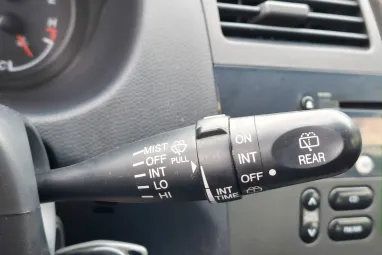 MIST
OFF PULL
INT
LO
HI
ON
INT
OFF
INT
TIME
REAR
C
H